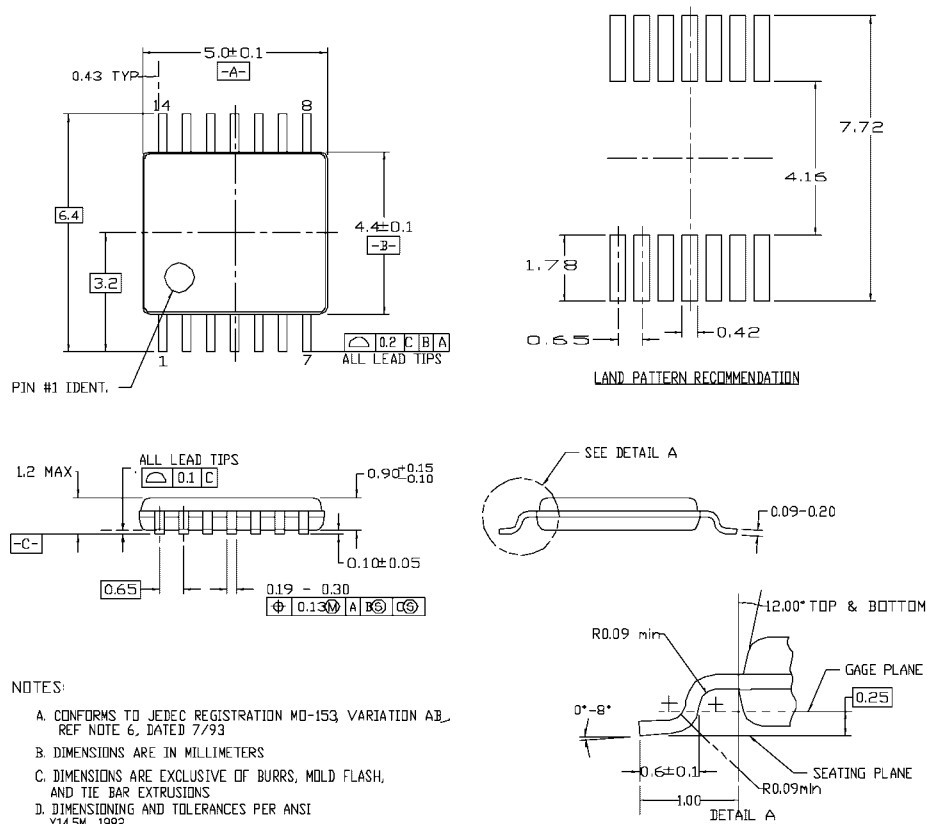 5.0±0.1
-A-
0.43 TYP
14
8
6.4
3.2
4.4±0.1
-B-
1
7
0.2 C B A
ALL LEAD TIPS
PIN #1 IDENT.
7.72
4.16
1.78
0.65
0.42
LAND PATTERN RECOMMENDATION
1.2 MAX
ALL LEAD TIPS
0.1 C
0.90+0.15
-0.10
-C-
0.10±0.05
0.65
0.19 - 0.30
0.13Ⓜ A BⓈ CⓈ
SEE DETAIL A
0.09-0.20
12.00° TOP & BOTTOM
R0.09 min
GAGE PLANE
0.25
0°-8°
0.6±0.1
SEATING PLANE
R0.09min
1.00
DETAIL A
NOTES:
A. CONFORMS TO JEDEC REGISTRATION MO-153, VARIATION AB,
REF NOTE 6, DATED 7/93
B. DIMENSIONS ARE IN MILLIMETERS
C. DIMENSIONS ARE EXCLUSIVE OF BURRS, MOLD FLASH,
AND TIE BAR EXTRUSIONS
D. DIMENSIONING AND TOLERANCES PER ANSI
Y14.5M, 1982